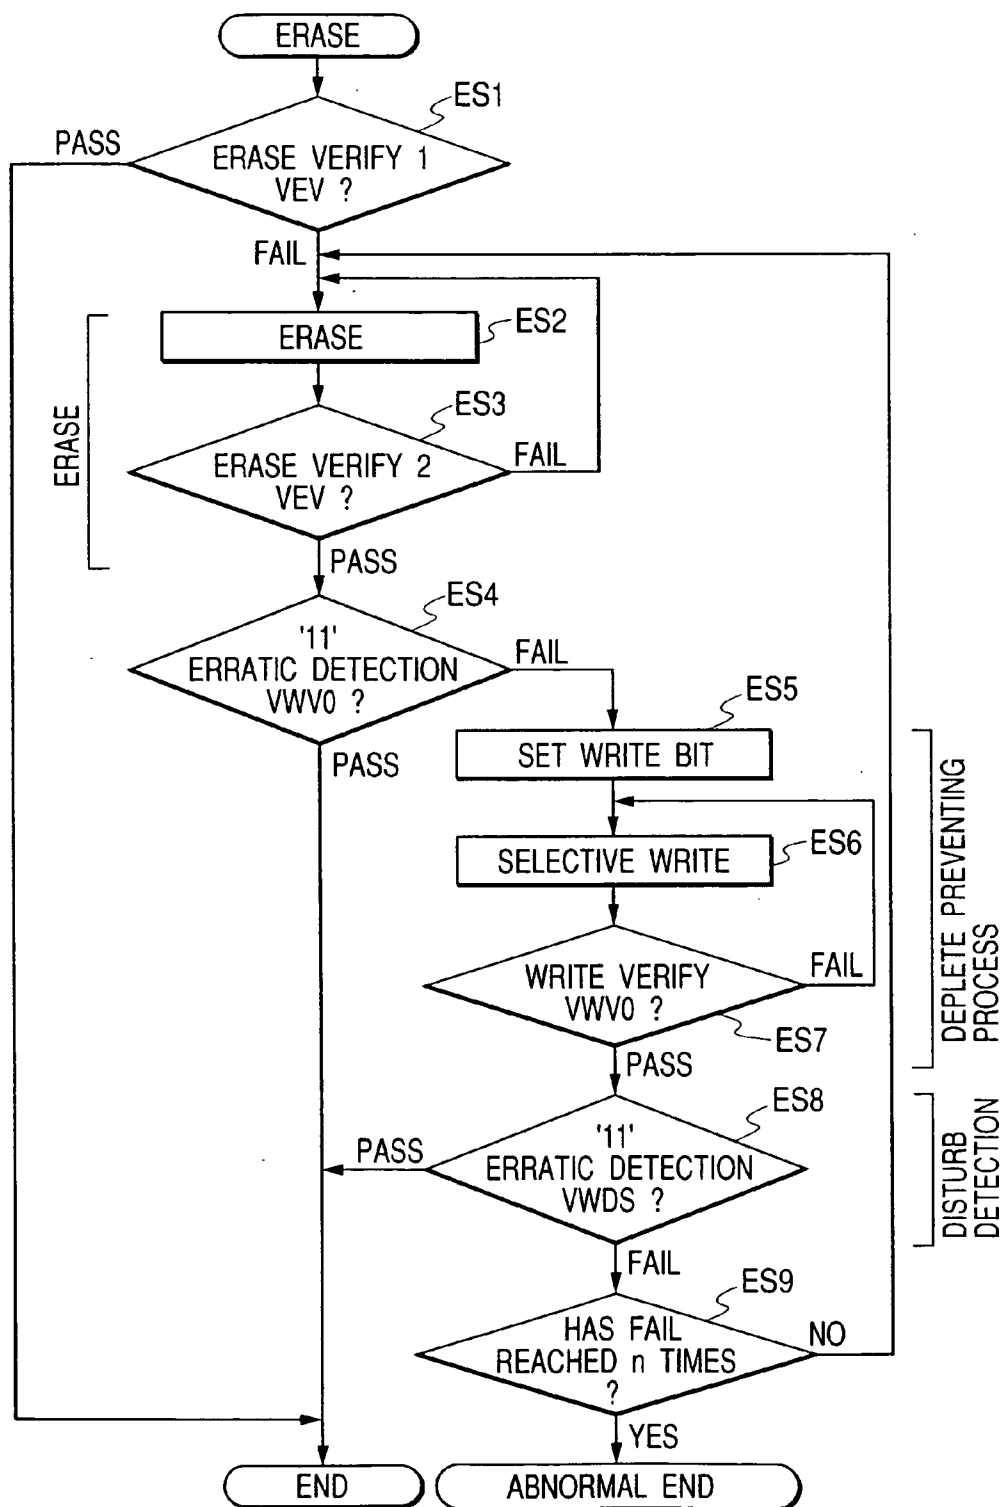 ERASE
ES1
PASS
ERASE VERIFY 1
VEV ?
FAIL
ES2
ERASE
ERASE
ES3
ERASE VERIFY 2
VEV ?
FAIL
PASS
ES4
'11'
ERRATIC DETECTION
VWV0 ?
FAIL
PASS
ES5
SET WRITE BIT
ES6
SELECTIVE WRITE
DEPLETE PREVENTING
PROCESS
WRITE VERIFY
VWV0 ?
FAIL
ES7
PASS
ES8
'11'
ERRATIC DETECTION
VWDS ?
PASS
DISTURB
DETECTION
FAIL
ES9
HAS FAIL
REACHED n TIMES
?
NO
YES
END
ABNORMAL END